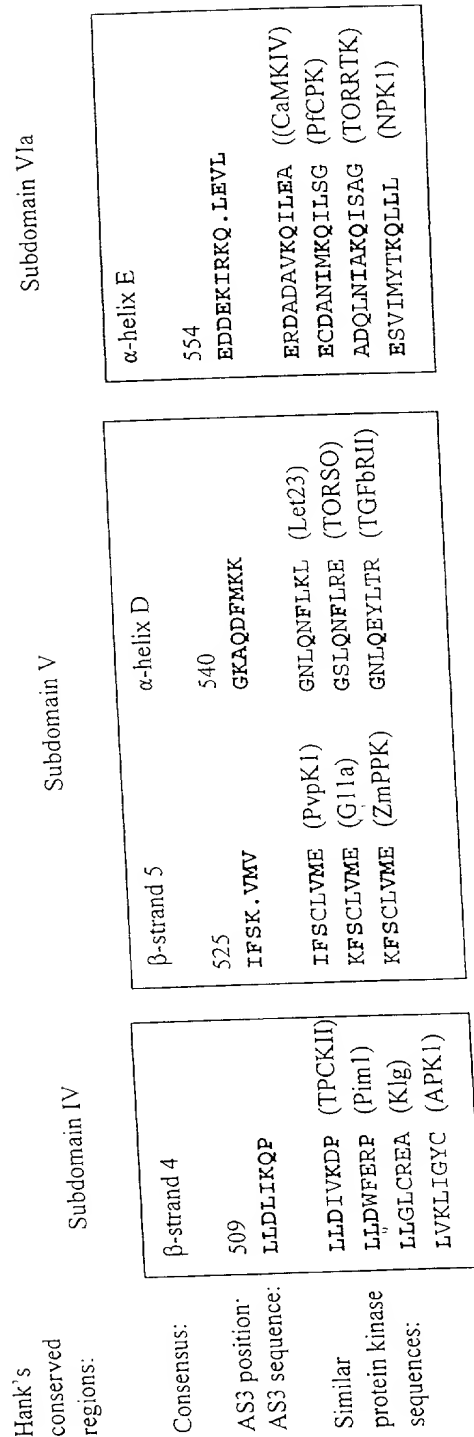 Hank's
conserved
regions:
Subdomain IV
Subdomain V
Subdomain VIa
Consensus:
β-strand 4
β-strand 5
α-helix D
α-helix E
AS3 position·
509
525
540
554
AS3 sequence:
LLDLIKQP
IFSK.VMV
GKAQDFMKK
EDDEKIRKQ.LEVL
Similar
protein kinase
sequences:
LLDIVKDP (TPCKII)
LLDWFERP (Pim1)
LLGLCREA (Klg)
LVKLIGYC (APK1)
IFSCLVME (PvpK1)
KFSCLVME (G11a)
KFSCLVME (ZmPPK)
GNLQNFLKL (Let23)
GSLQNFLRE (TORSO)
GNLQEYLTR (TGFbRII)
ERDADAVKQILEA ((CaMKIV)
ECDANIMKQILSG (PfCPK)
ADQLNIAKQISAG (TORRTK)
ESVIMYTKQLLL (NPK1)